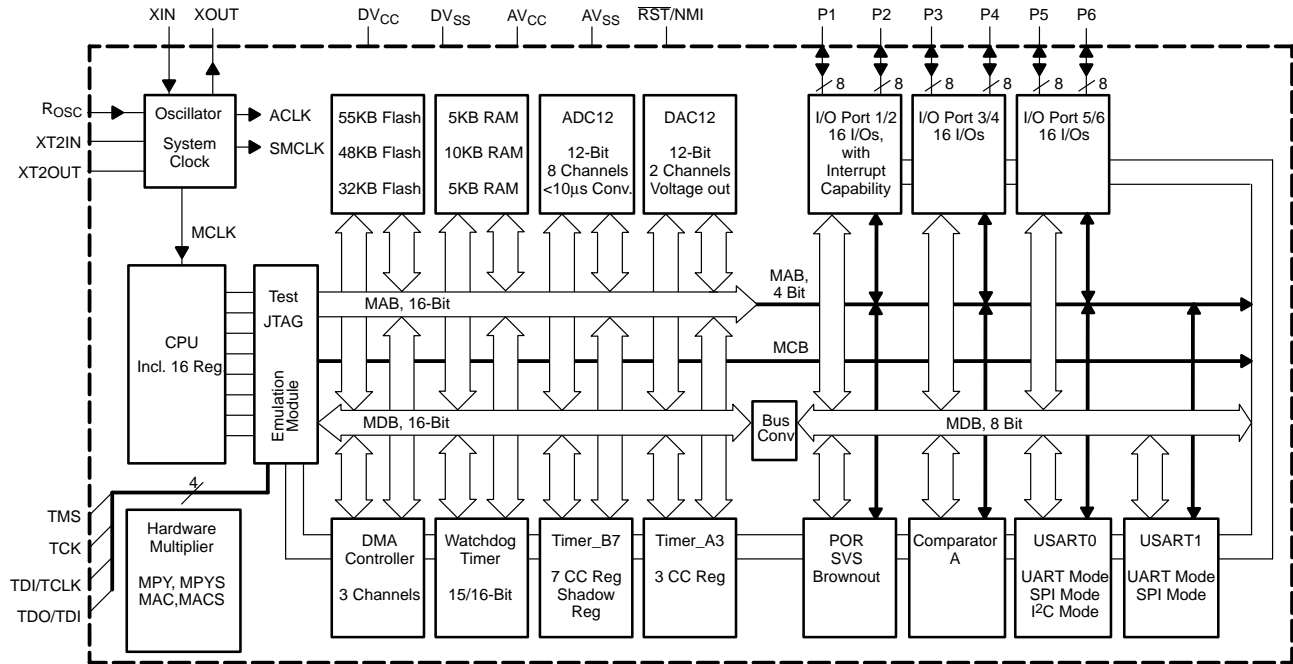 XIN XOUT DVCC DVSS AVCC AVSS RST/NMI P1 P2 P3 P4 P5 P6
8 8 8 8 8 8
ROSC
XT2IN
XT2OUT
Oscillator
System
Clock
ACLK
SMCLK
MCLK
55KB Flash
48KB Flash
32KB Flash
5KB RAM
10KB RAM
5KB RAM
ADC12
12-Bit
8 Channels
<10μs Conv.
DAC12
12-Bit
2 Channels
Voltage out
I/O Port 1/2
16 I/Os,
with
Interrupt
Capability
I/O Port 3/4
16 I/Os
I/O Port 5/6
16 I/Os
CPU
Incl. 16 Reg.
Test
JTAG
Emulation
Module
MAB, 16-Bit
MAB,
4 Bit
MCB
MDB, 16-Bit
Bus
Conv
MDB, 8 Bit
4
TMS
TCK
TDI/TCLK
TDO/TDI
Hardware
Multiplier
MPY, MPYS
MAC,MACS
DMA
Controller
3 Channels
Watchdog
Timer
15/16-Bit
Timer_B7
7 CC Reg
Shadow
Reg
Timer_A3
3 CC Reg
POR
SVS
Brownout
Comparator
A
USART0
UART Mode
SPI Mode
I2C Mode
USART1
UART Mode
SPI Mode